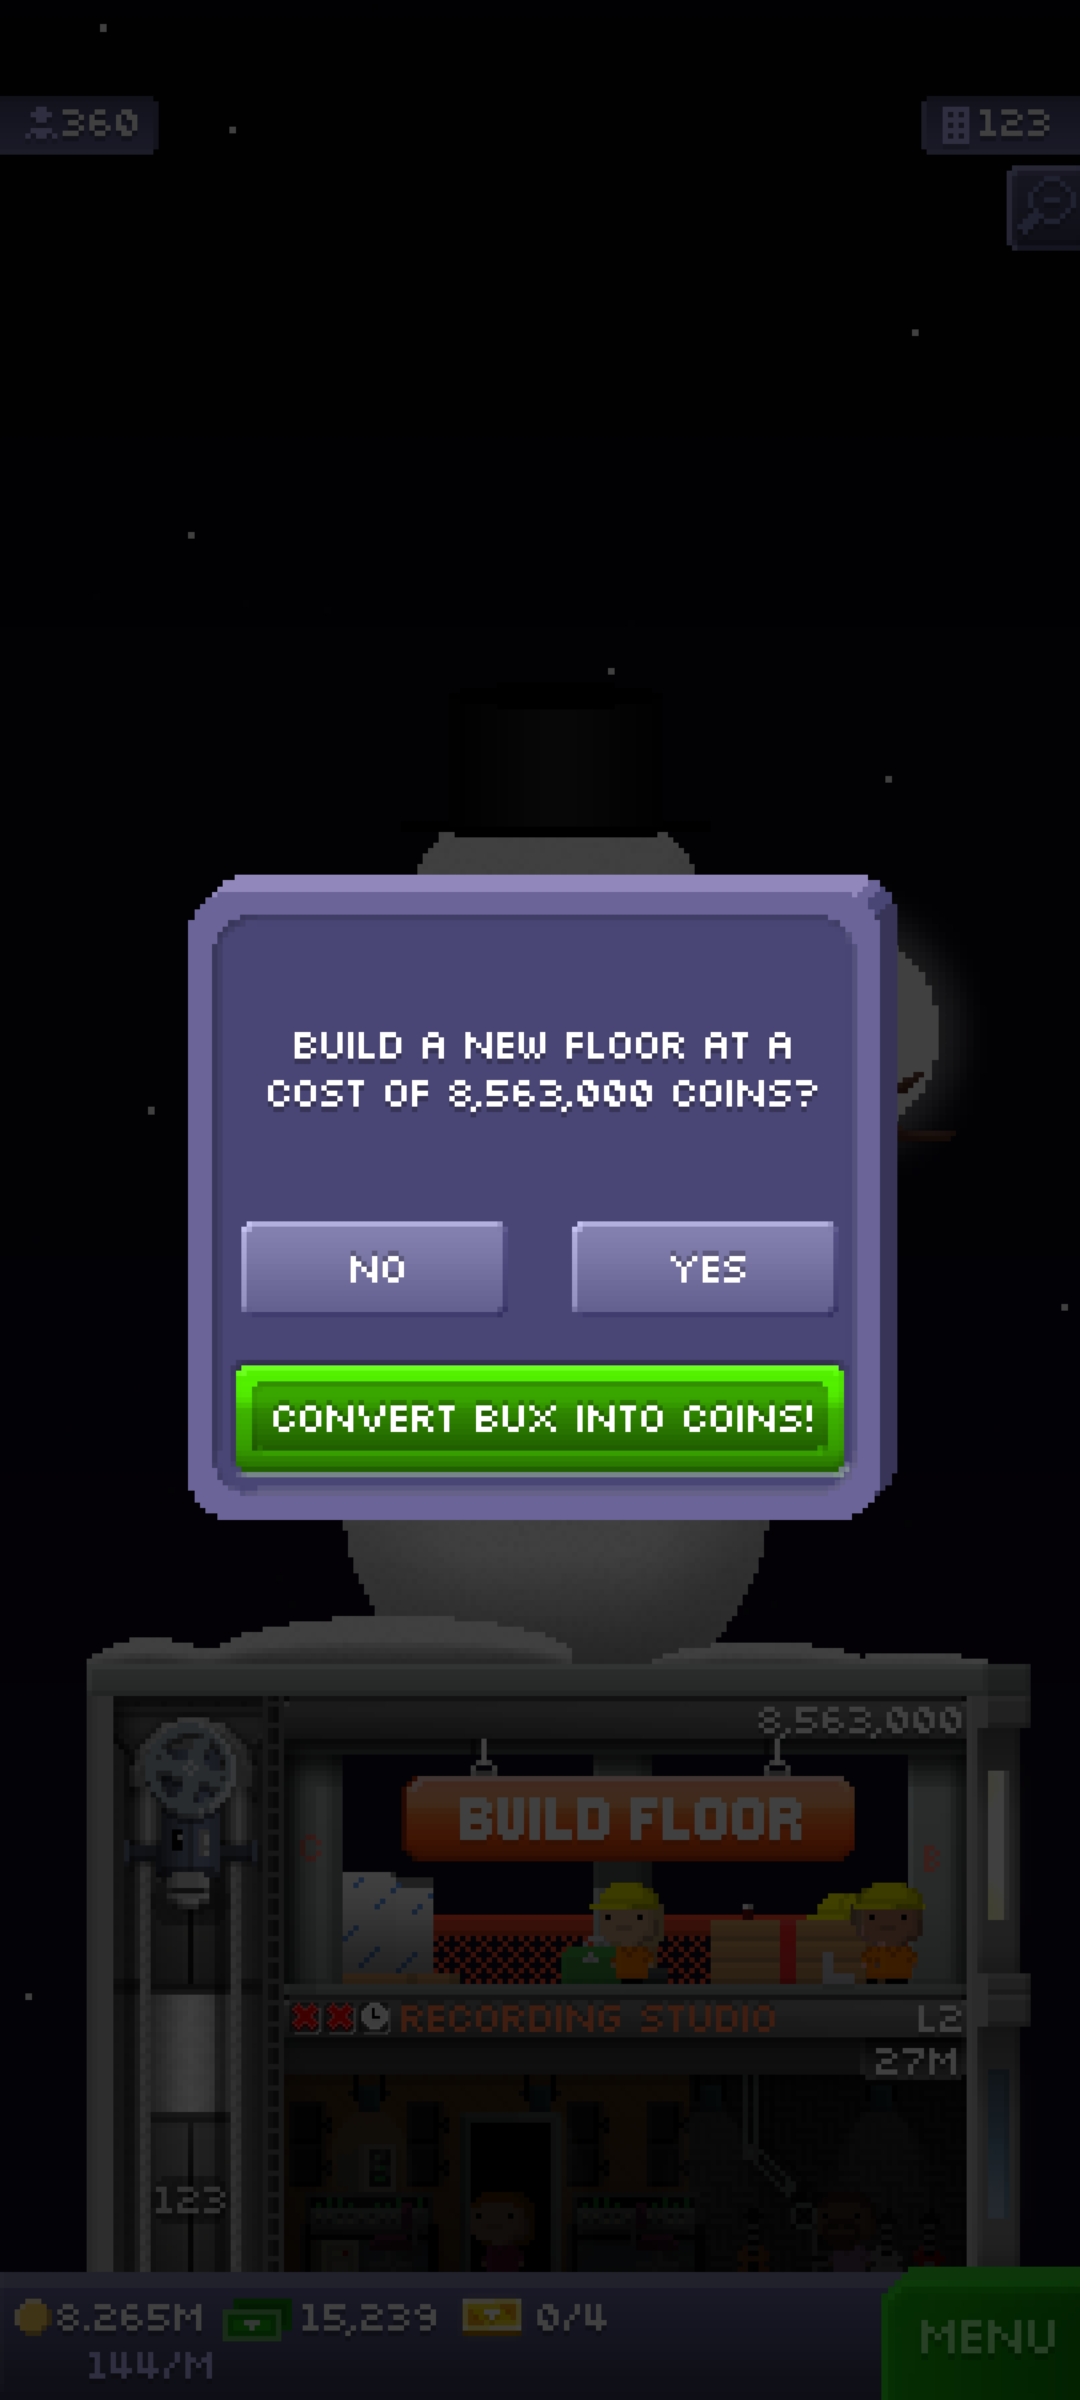 360
123
BUILD A NEW FLOOR AT A
COST OF 8,563,000 COINS?
NO
YES
CONVERT BUX INTO COINS!
8,563,000
BUILD FLOOR
C
B
RECORDING STUDIO
L2
27M
123
8.265M
15,239
0/4
144/M
MENU